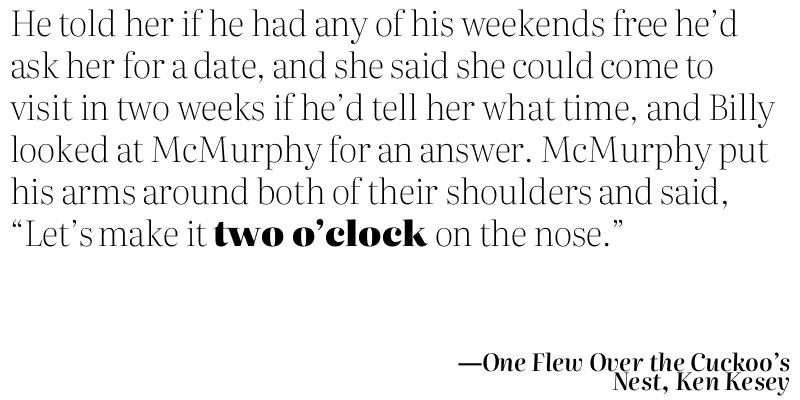 He told her if he had any of his weekends free he’d
ask her for a date, and she said she could come to
visit in two weeks if he’d tell her what time, and Billy
looked at McMurphy for an answer. McMurphy put
his arms around both of their shoulders and said,
“Let’s make it two o’clock on the nose.”
—One Flew Over the Cuckoo’s
Nest, Ken Kesey